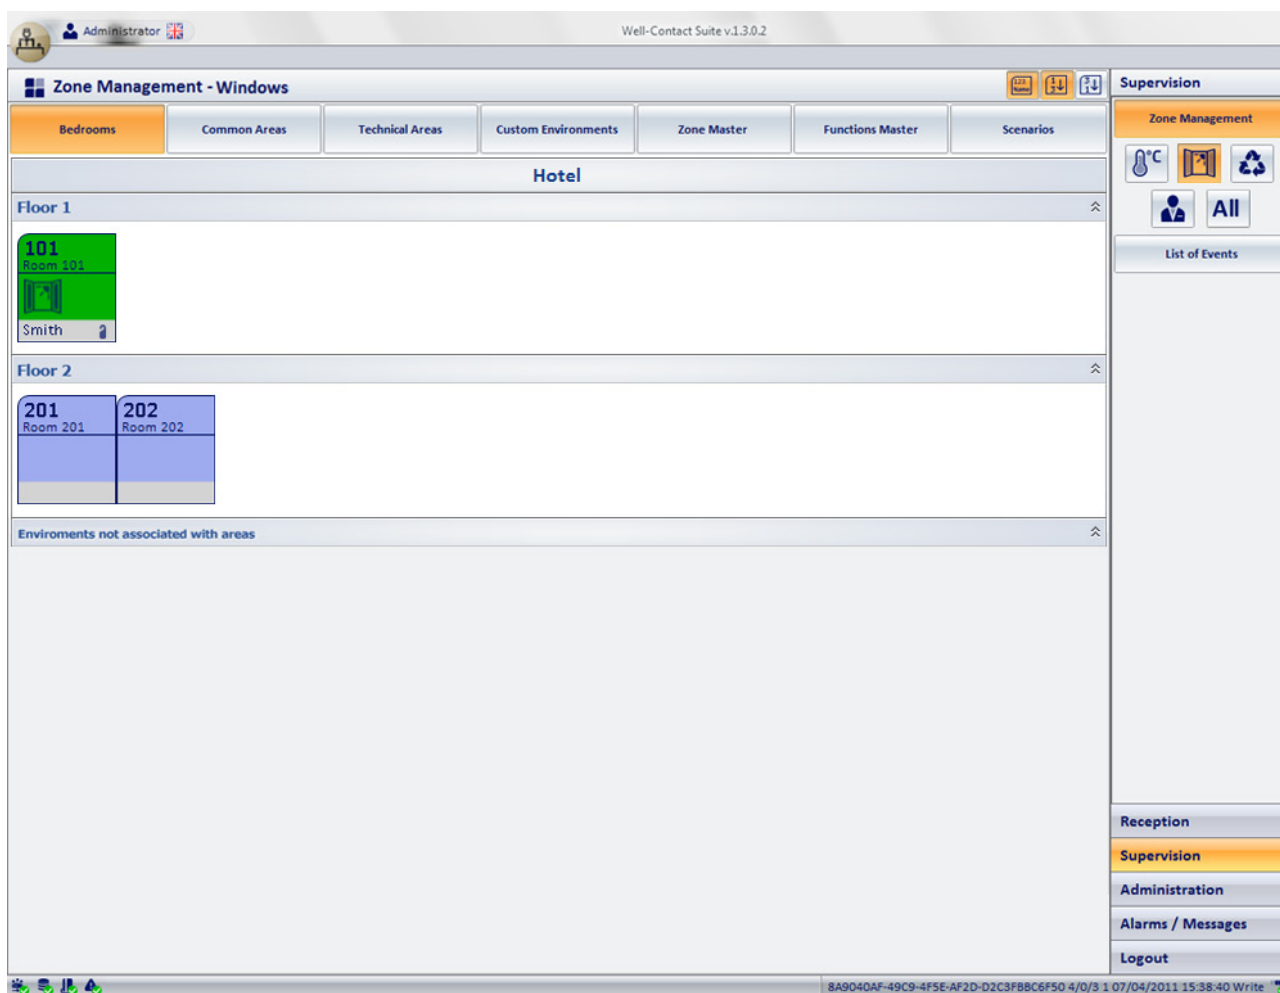 Administrator
Well-Contact Suite v.1.3.0.2
Zone Management - Windows
Supervision
Bedrooms
Common Areas
Technical Areas
Custom Environments
Zone Master
Functions Master
Scenarios
Zone Management
°C
All
List of Events
Hotel
Floor 1
101
Room 101
Smith
Floor 2
201
Room 201
202
Room 202
Enviroments not associated with areas
Reception
Supervision
Administration
Alarms / Messages
Logout
8A9040AF-49C9-4F5E-AF2D-D2C3FBBC6F50 4/0/3 1 07/04/2011 15:38:40 Write